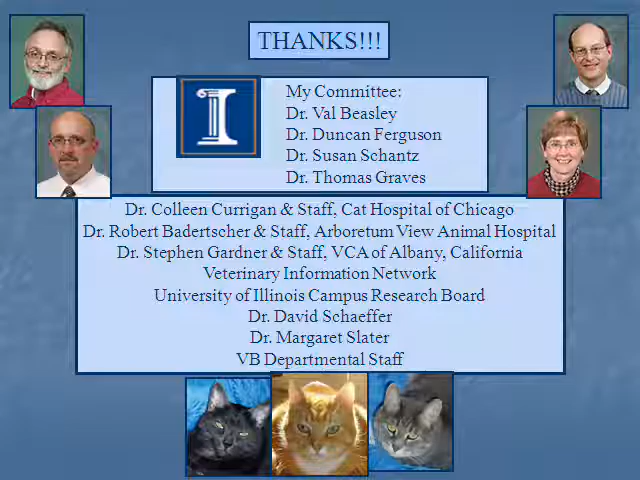 THANKS!!!
My Committee:
Dr. Val Beasley
Dr. Duncan Ferguson
Dr. Susan Schantz
Dr. Thomas Graves
Dr. Colleen Currigan & Staff, Cat Hospital of Chicago
Dr. Robert Badertscher & Staff, Arboretum View Animal Hospital
Dr. Stephen Gardner & Staff, VCA of Albany, California
Veterinary Information Network
University of Illinois Campus Research Board
Dr. David Schaeffer
Dr. Margaret Slater
VB Departmental Staff